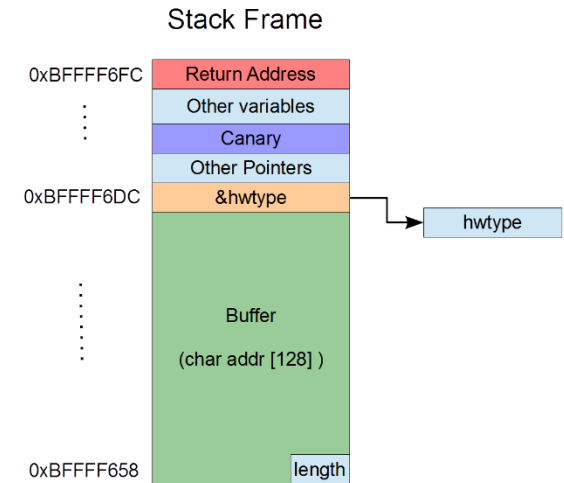 Stack Frame
0xBFFFF6FC
Return Address
Other variables
Canary
Other Pointers
0xBFFFF6DC
&hwtype
hwtype
Buffer
(char addr [128] )
0xBFFFF658
length